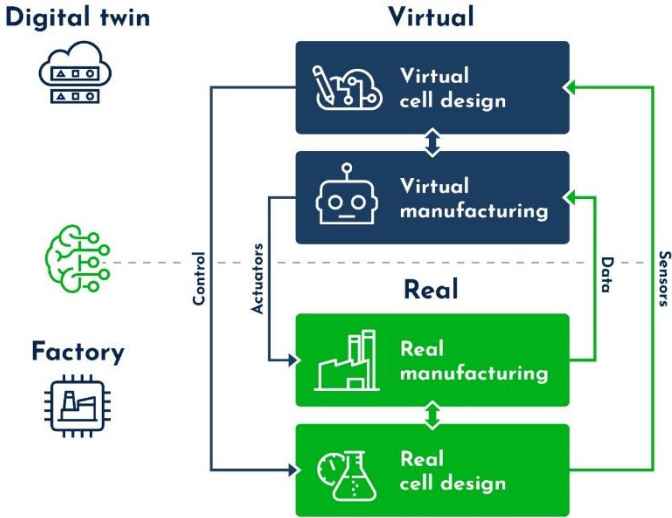 Digital twin
Virtual
Virtual
cell design
Virtual
manufacturing
Control
Actuators
Data
Sensors
Real
Factory
Real
manufacturing
Real
cell design